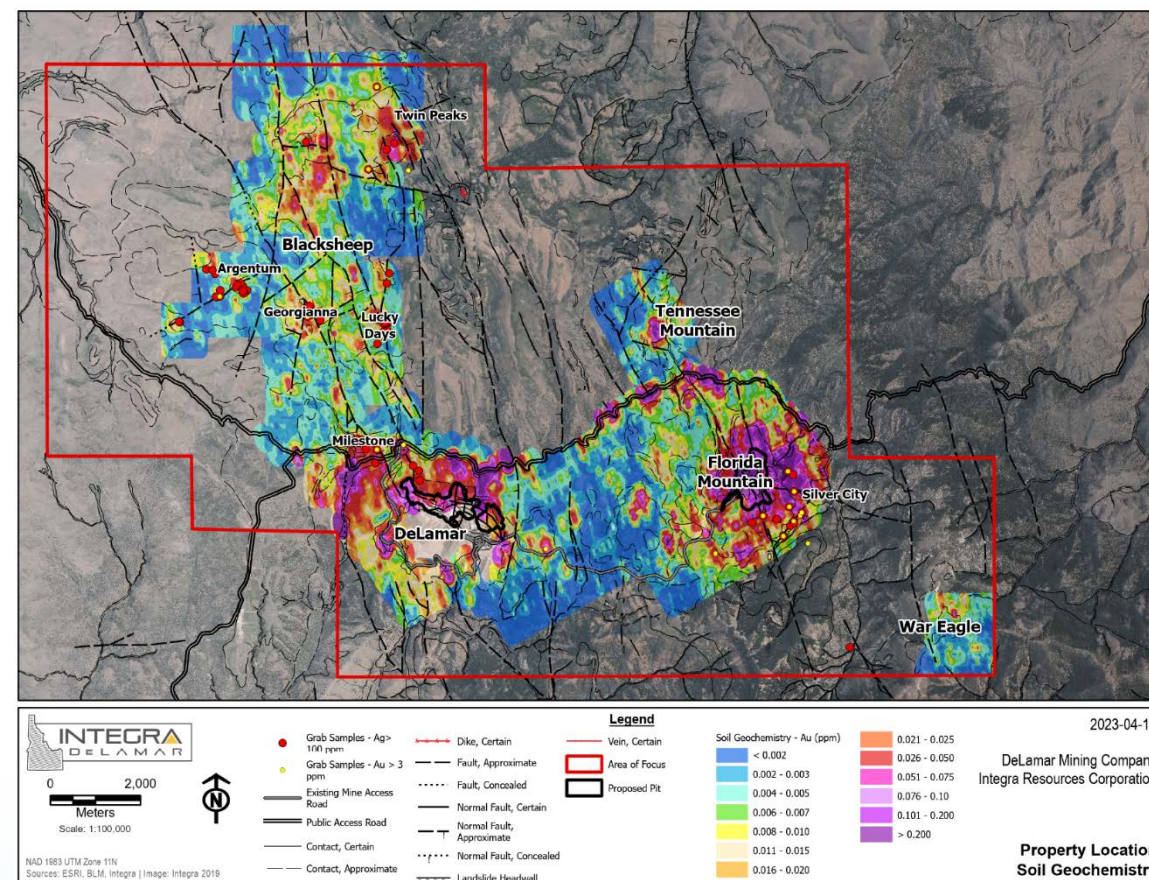 Twin Peaks
Blacksheep
Argentum
Georgianna
Lucky
Days
Tennessee
Mountain
Milestone
Florida
Mountain
Silver City
DeLamar
War Eagle
INTEGRA
DELAMAR
0 2,000
Meters
Scale: 1:100,000
N
NAD 1983 UTM Zone 11N
Sources: ESRI, BLM, Integra | Image: Integra 2019
Legend
Grab Samples - Ag>
100 ppm
Grab Samples - Au > 3
ppm
Existing Mine Access
Road
Public Access Road
Contact, Certain
Contact, Approximate
Dike, Certain
Fault, Approximate
Fault, Concealed
Normal Fault, Certain
Normal Fault,
Approximate
Normal Fault, Concealed
Landslide Headwall
Vein, Certain
Area of Focus
Proposed Pit
Soil Geochemistry - Au (ppm)
< 0.002
0.002 - 0.003
0.004 - 0.005
0.006 - 0.007
0.008 - 0.010
0.011 - 0.015
0.016 - 0.020
0.021 - 0.025
0.026 - 0.050
0.051 - 0.075
0.076 - 0.10
0.101 - 0.200
> 0.200
2023-04-1
DeLamar Mining Compan
Integra Resources Corporatio
Property Location
Soil Geochemistr